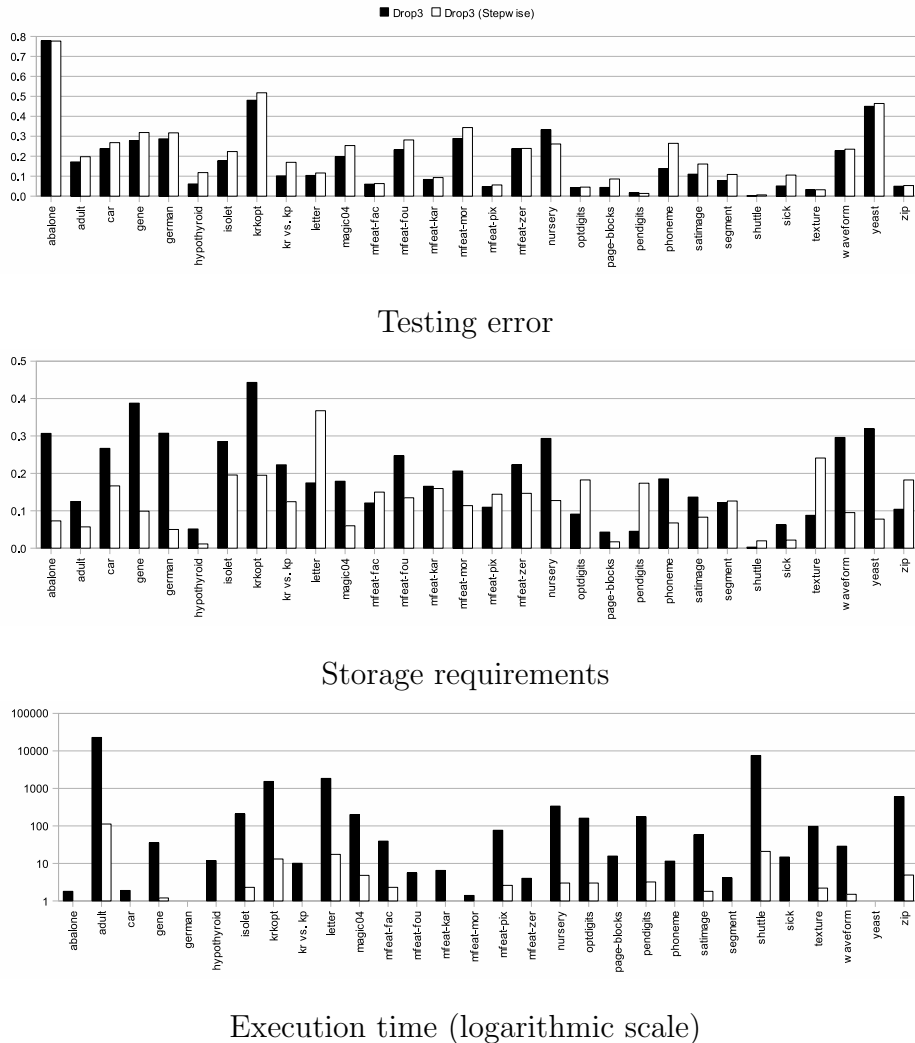 Drop3 Drop3 (Stepwise)
0.8
0.7
0.6
0.5
0.4
0.3
0.2
0.1
0.0
abalone
adult
car
gene
german
hypothyroid
isolet
krkopt
kr vs. kp
letter
magic04
mfeat-fac
mfeat-fou
mfeat-kar
mfeat-mor
mfeat-pix
mfeat-zer
nursery
optdigits
page-blocks
pendigits
phoneme
satimage
segment
shuttle
sick
texture
waveform
yeast
zip
Testing error
0.5
0.4
0.3
0.2
0.1
0.0
abalone
adult
car
gene
german
hypothyroid
isolet
krkopt
kr vs. kp
letter
magic04
mfeat-fac
mfeat-fou
mfeat-kar
mfeat-mor
mfeat-pix
mfeat-zer
nursery
optdigits
page-blocks
pendigits
phoneme
satimage
segment
shuttle
sick
texture
waveform
yeast
zip
Storage requirements
100000
10000
1000
100
10
1
abalone
adult
car
gene
german
hypothyroid
isolet
krkopt
kr vs. kp
letter
magic04
mfeat-fac
mfeat-fou
mfeat-kar
mfeat-mor
mfeat-pix
mfeat-zer
nursery
optdigits
page-blocks
pendigits
phoneme
satimage
segment
shuttle
sick
texture
waveform
yeast
zip
Execution time (logarithmic scale)